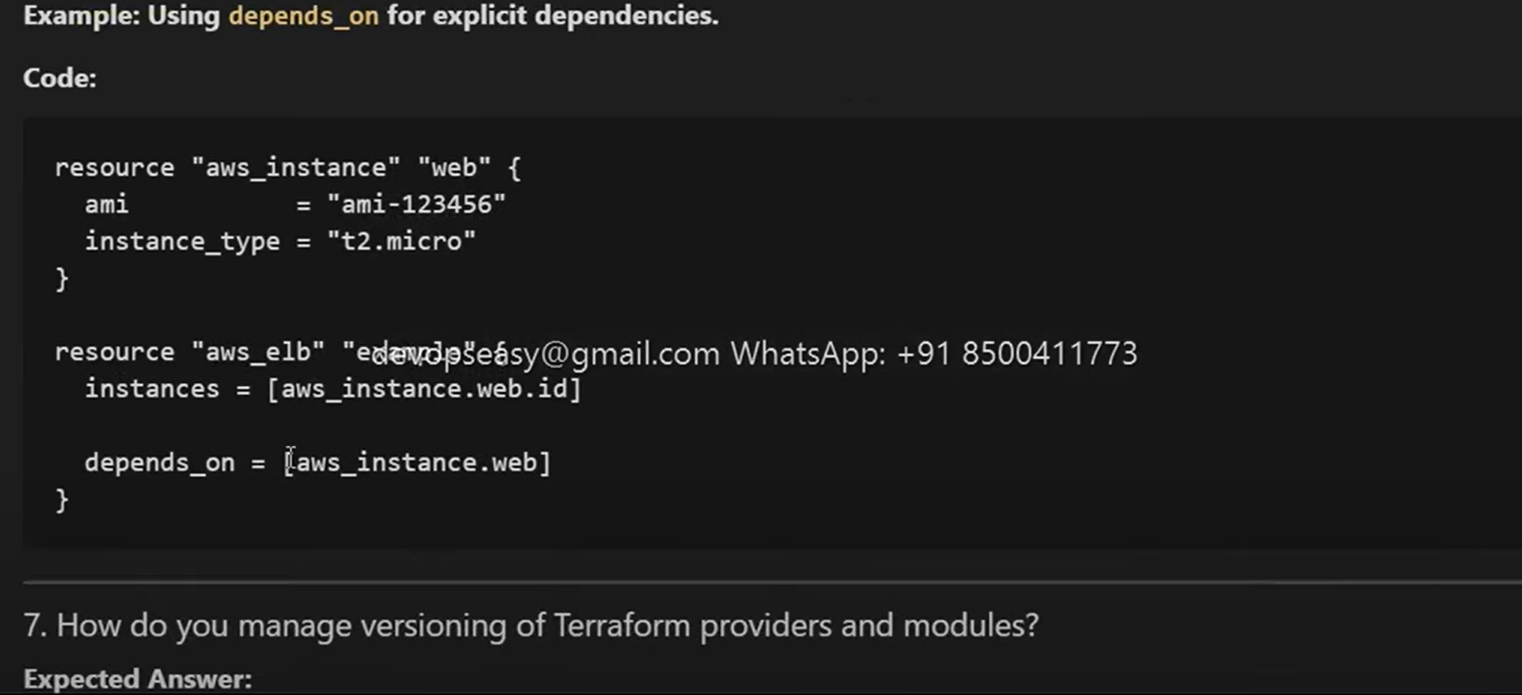 Example: Using depends_on for explicit dependencies.
Code:
resource "aws_instance" "web" {
  ami           = "ami-123456"
  instance_type = "t2.micro"
}
resource "aws_elb" "example" {
devopseasy@gmail.com WhatsApp: +91 8500411773
  instances = [aws_instance.web.id]
  depends_on = [aws_instance.web]
}
7. How do you manage versioning of Terraform providers and modules?
Expected Answer: